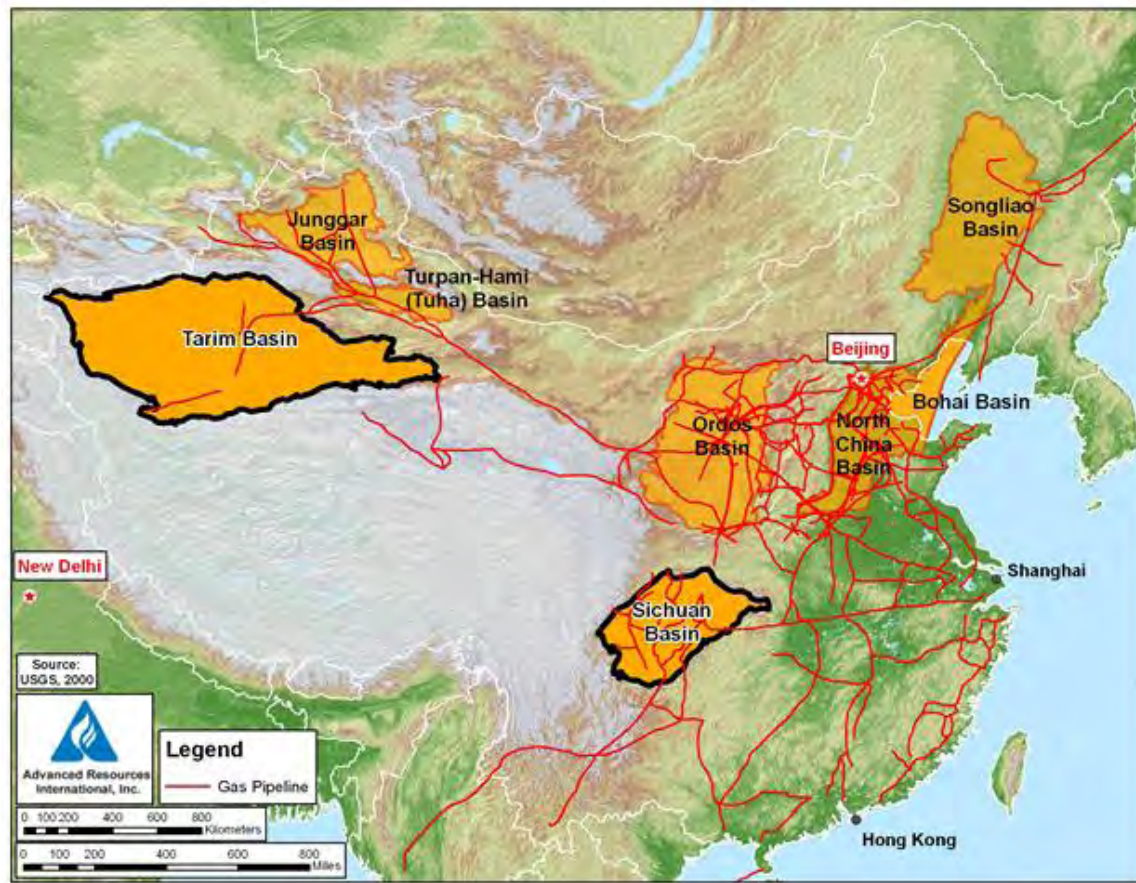 Junggar
Basin
Songliao
Basin
Turpan-Hami
(Tuha) Basin
Tarim Basin
Beijing
Bohai Basin
Ordos
Basin
North
China
Basin
New Delhi
Shanghai
Sichuan
Basin
Source:
USGS, 2000
Advanced Resources
International, Inc.
Legend
Gas Pipeline
0 100 200 400 600 800
Kilometers
0 100 200 400 600 800
Miles
Hong Kong